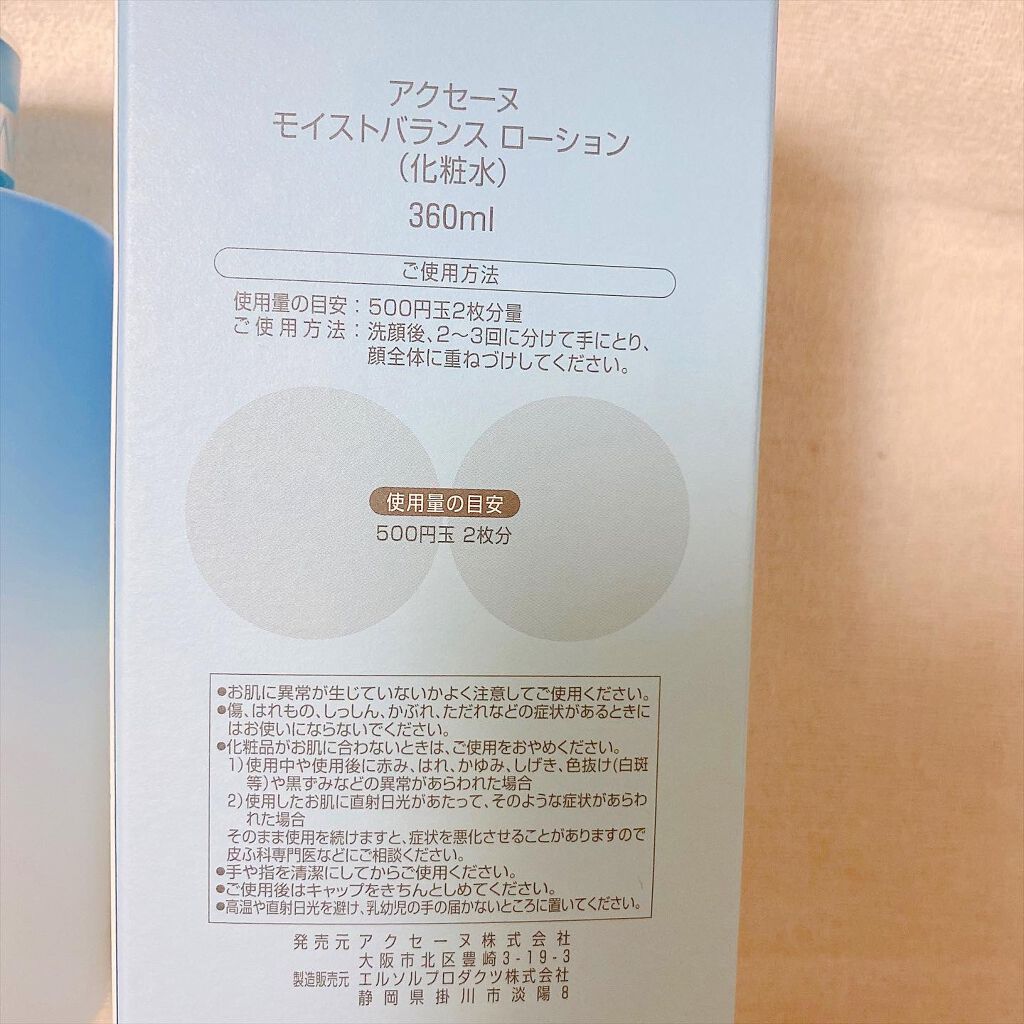 アクセーヌ
モイストバランス ローション
(化粧水)
360ml
ご使用方法
使用量の目安：500円玉2枚分量
ご使用方法：洗顔後、2〜3回に分けて手にとり、
顔全体に重ねづけしてください。
使用量の目安
500円玉 2枚分
●お肌に異常が生じていないかよく注意してご使用ください。
●傷、はれもの、しっしん、かぶれ、ただれなどの症状があるときに
はお使いにならないでください。
●化粧品がお肌に合わないときは、ご使用をおやめください。
1)使用中や使用後に赤み、はれ、かゆみ、しげき、色抜け(白斑
等)や黒ずみなどの異常があらわれた場合
2)使用したお肌に直射日光があたって、そのような症状があらわ
れた場合
そのまま使用を続けますと、症状を悪化させることがありますので
皮ふ科専門医などにご相談ください。
●手や指を清潔にしてからご使用ください。
●ご使用後はキャップをきちんとしめてください。
●高温や直射日光を避け、乳幼児の手の届かないところに置いてください。
発売元 アクセーヌ株式会社
大阪市北区豊崎3-19-3
製造販売元 エルソルプロダクツ株式会社
静岡県掛川市淡陽8